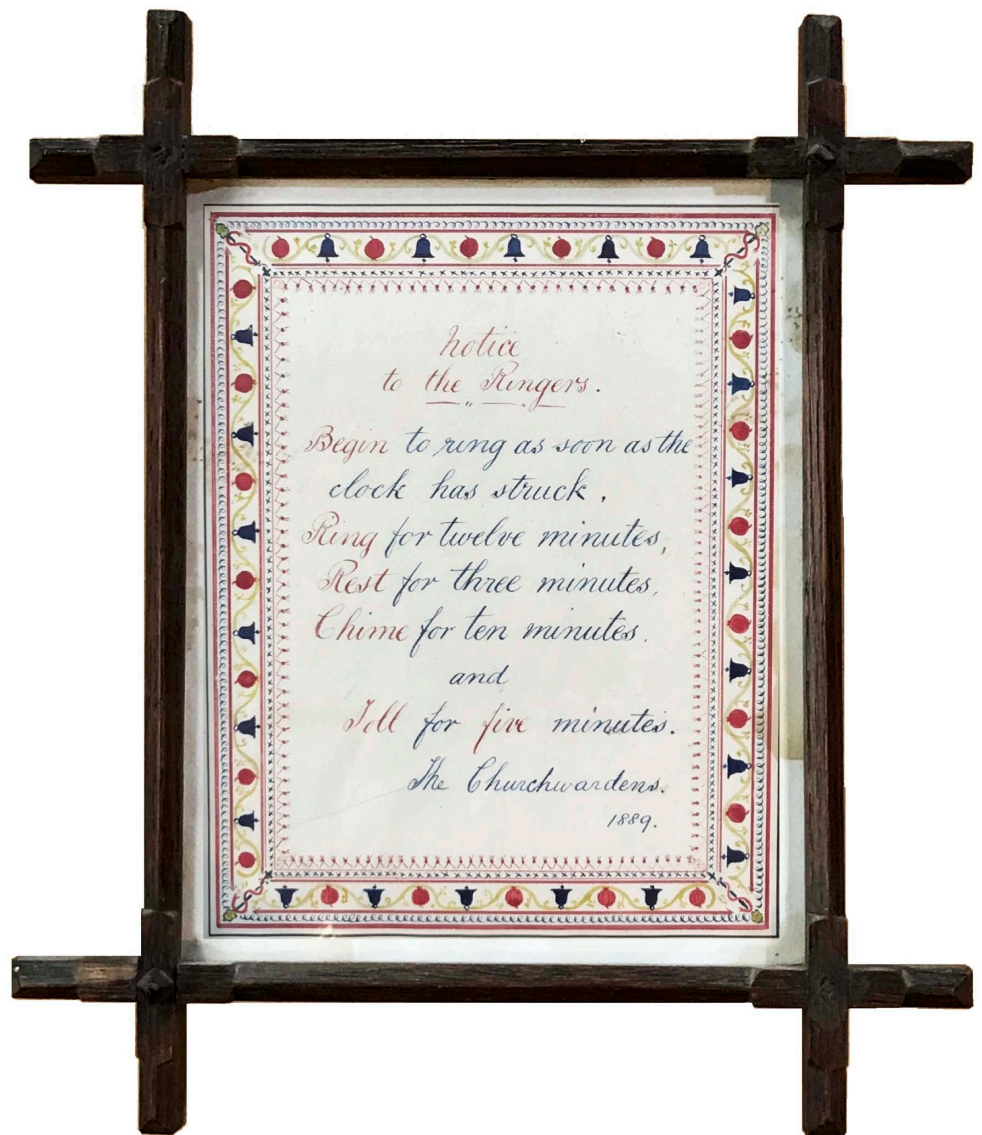 Notice
to the Ringers.
Begin to ring as soon as the
clock has struck.
Ring for twelve minutes,
Rest for three minutes,
Chime for ten minutes.
and
Toll for five minutes.
The Churchwardens.
1889.